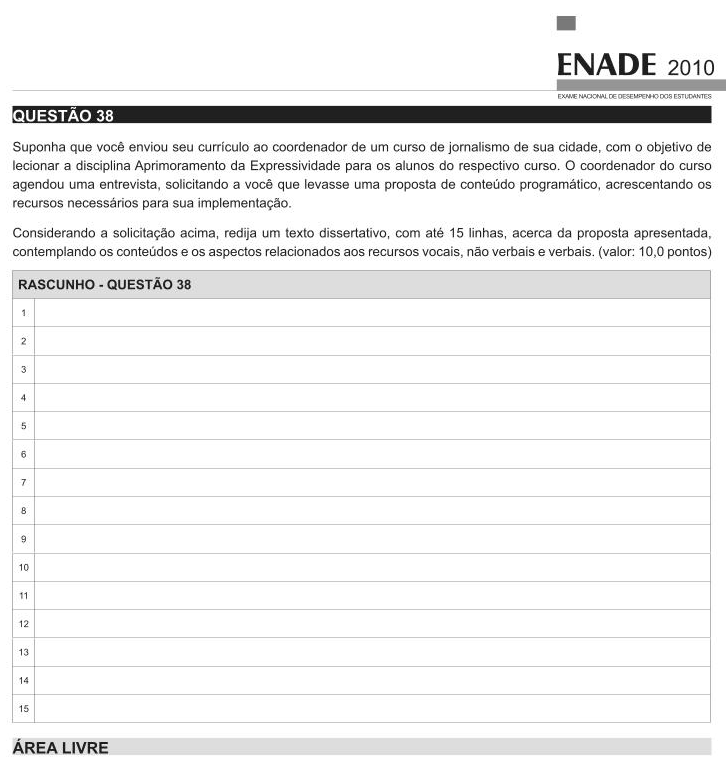 ENADE 2010
EXAME NACIONAL DE DESEMPENHO DOS ESTUDANTES
QUESTÃO 38
Suponha que você enviou seu currículo ao coordenador de um curso de jornalismo de sua cidade, com o objetivo de
lecionar a disciplina Aprimoramento da Expressividade para os alunos do respectivo curso. O coordenador do curso
agendou uma entrevista, solicitando a você que levasse uma proposta de conteúdo programático, acrescentando os
recursos necessários para sua implementação.
Considerando a solicitação acima, redija um texto dissertativo, com até 15 linhas, acerca da proposta apresentada,
contemplando os conteúdos e os aspectos relacionados aos recursos vocais, não verbais e verbais. (valor: 10,0 pontos)
RASCUNHO - QUESTÃO 38
1
2
3
4
5
6
7
8
9
10
11
12
13
14
15
ÁREA LIVRE